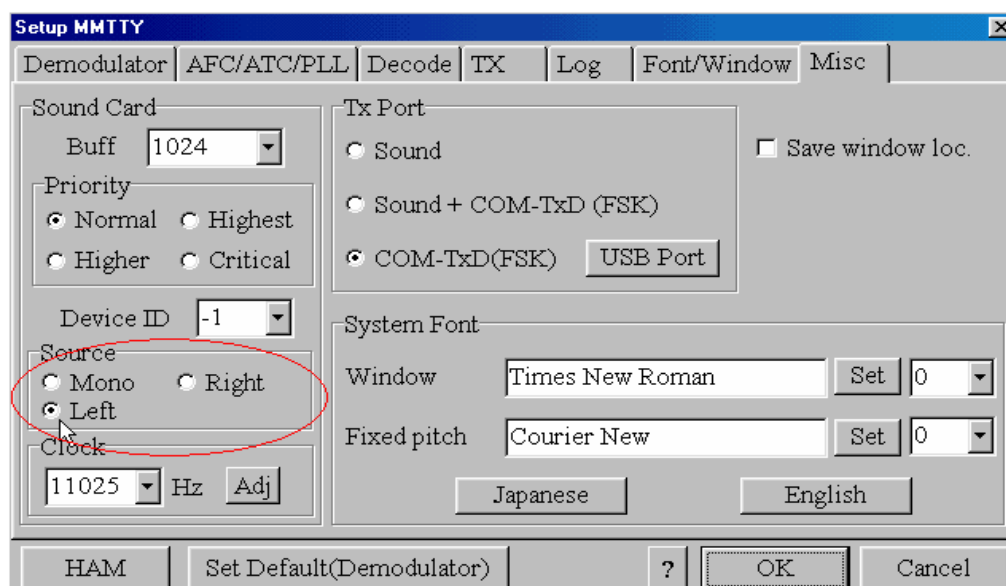 Setup MMTTY
Demodulator AFC/ATC/PLL Decode TX Log Font/Window Misc
Sound Card
Buff 1024
Priority
Normal Highest
Higher Critical
Device ID -1
Source
Mono Right
Left
Clock
11025 Hz Adj
Tx Port
Sound
Sound + COM-TxD (FSK)
COM-TxD(FSK) USB Port
Save window loc.
System Font
Window Times New Roman Set 0
Fixed pitch Courier New Set 0
Japanese English
HAM Set Default(Demodulator) ? OK Cancel